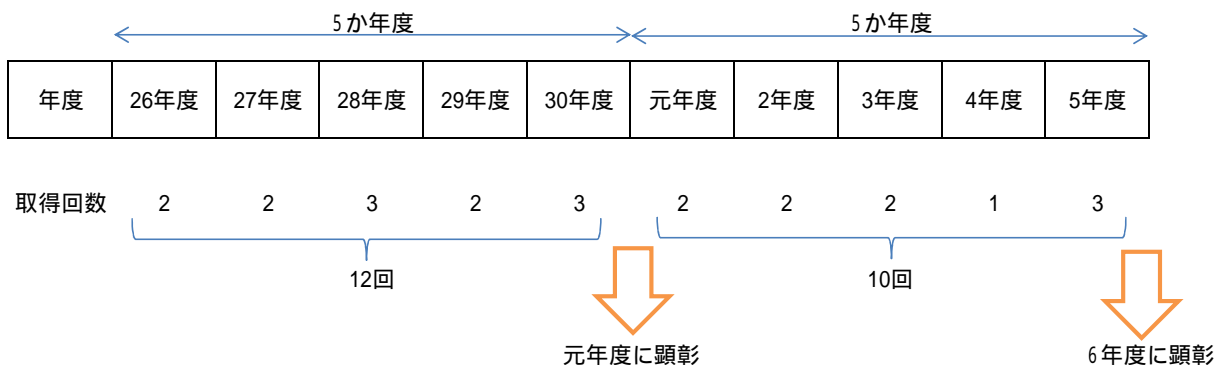 5か年度 5か年度
年度 26年度 27年度 28年度 29年度 30年度 元年度 2年度 3年度 4年度 5年度
取得回数 2 2 3 2 3 2 2 2 1 3
12回 10回
元年度に顕彰 6年度に顕彰